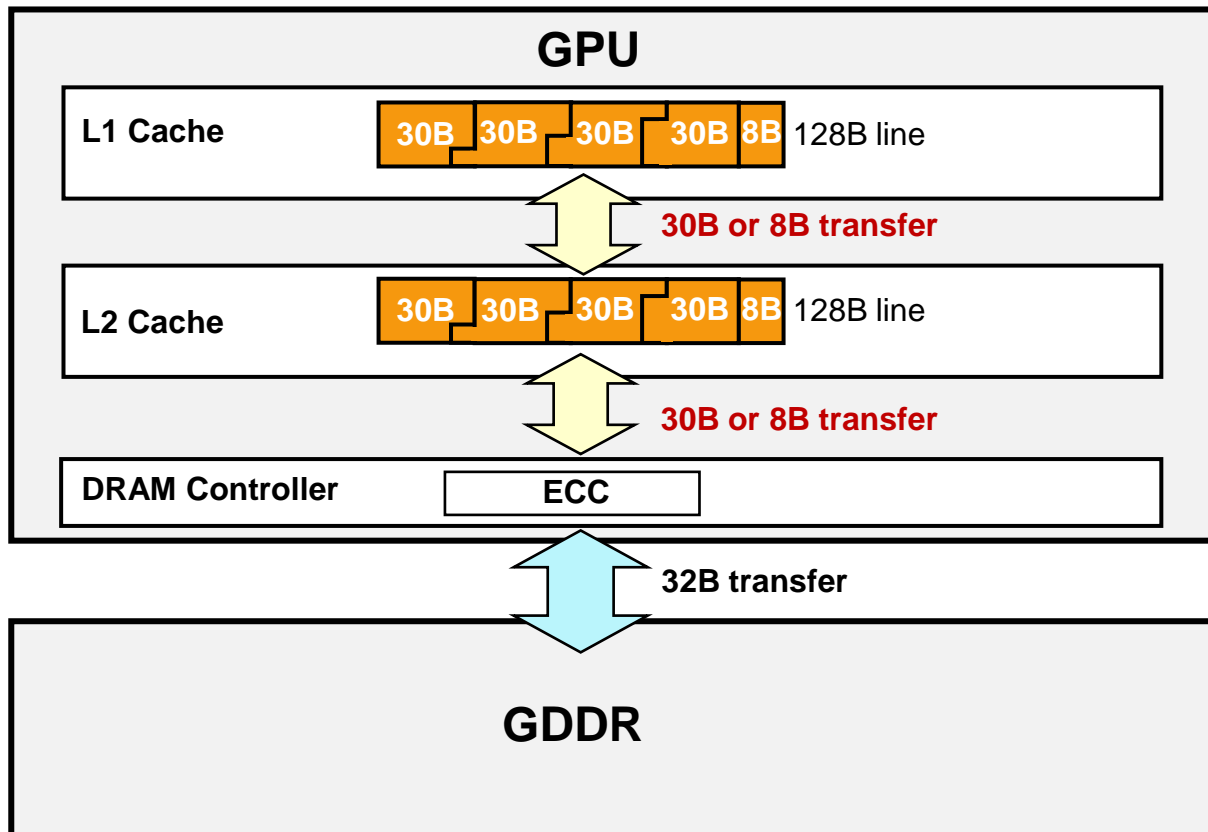 GPU
L1 Cache
30B 30B 30B 30B 8B 128B line
30B or 8B transfer
L2 Cache
30B 30B 30B 30B 8B 128B line
30B or 8B transfer
DRAM Controller
ECC
32B transfer
GDDR